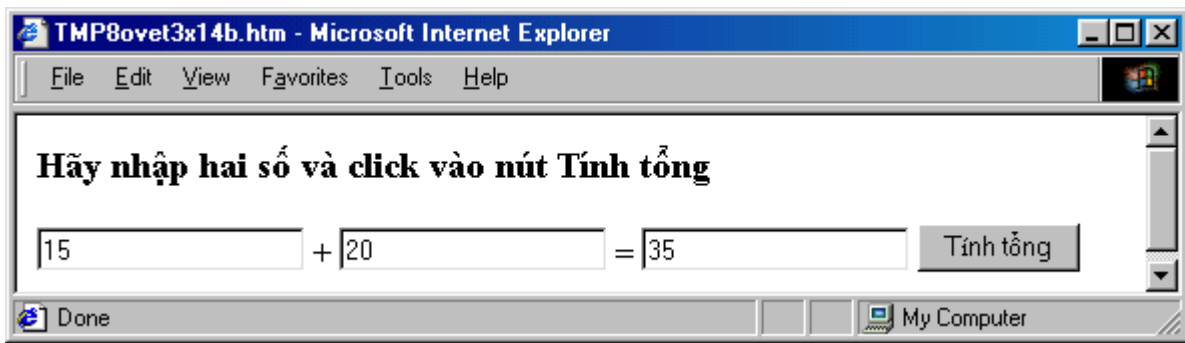 TMP8ovet3x14b.htm - Microsoft Internet Explorer
File Edit View Favorites Tools Help
Hãy nhập hai số và click vào nút Tính tổng
15 + 20 = 35 Tính tổng
Done My Computer